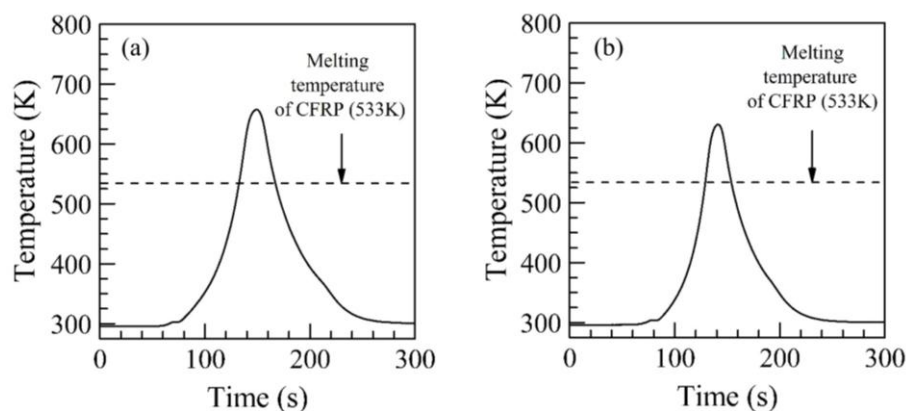 (a)
Melting
temperature
of CFRP (533K)
Temperature (K)
800
700
600
500
400
300
0 100 200 300
Time (s)
(b)
Melting
temperature
of CFRP (533K)
Temperature (K)
800
700
600
500
400
300
0 100 200 300
Time (s)